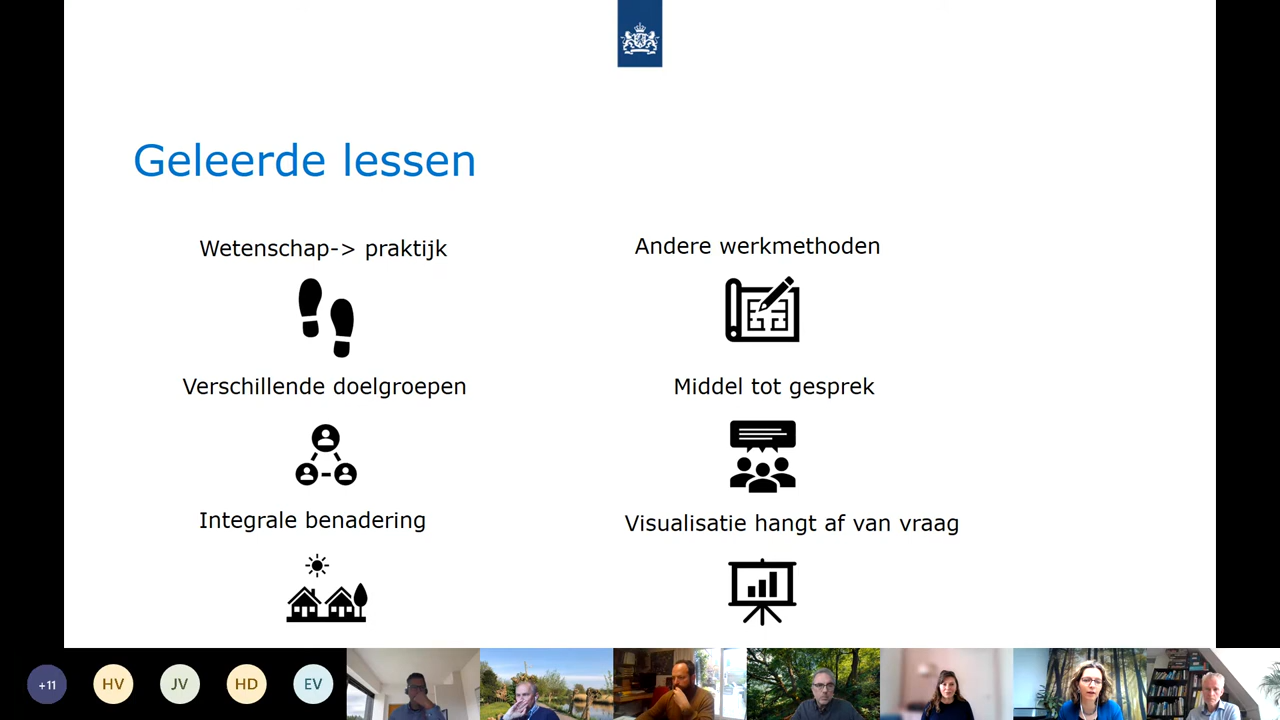 Geleerde lessen
Wetenschap-> praktijk
Andere werkmethoden
Verschillende doelgroepen
Middel tot gesprek
Integrale benadering
Visualisatie hangt af van vraag
+11
HV
JV
HD
EV